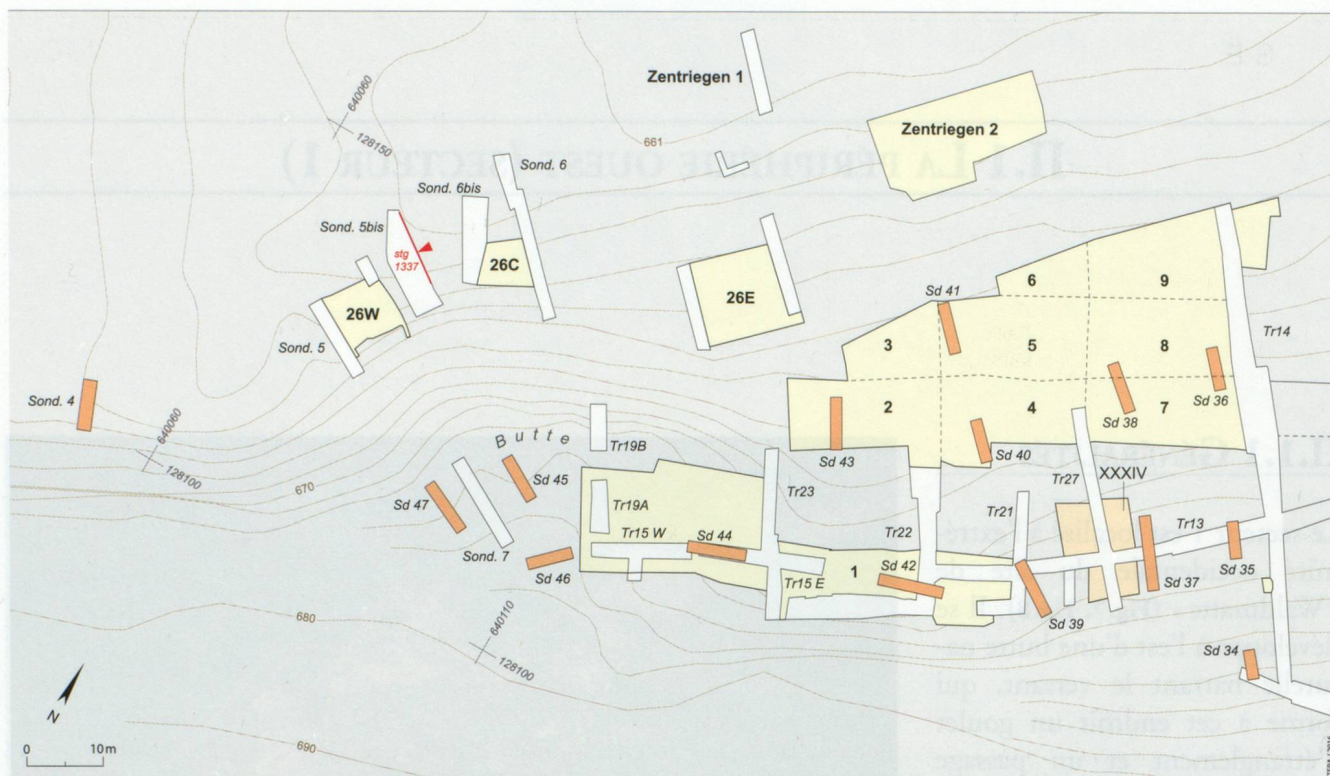 Zentriegen 1
Zentriegen 2
640060
128150
661
Sond. 6
Sond. 6bis
Sond. 5bis
stg
1337
26C
26W
26E
Sond. 5
Sond. 4
6
9
Sd 41
3
5
8
Tr14
2
4
7
Sd 36
Sd 38
640060
128100
Butte
Tr19B
Sd 43
Sd 40
Tr27
XXXIV
670
Sd 47
Sd 45
Tr19A
Tr23
Tr22
Tr21
Tr13
Sond. 7
Tr15 W
Sd 44
Sd 46
Tr15 E
1
Sd 42
Sd 39
Sd 37
Sd 35
680
640110
128100
Sd 34
N
0 10 m
690
II.1 LA PÉRIPHÉRIE OUEST (SECTEUR 1)